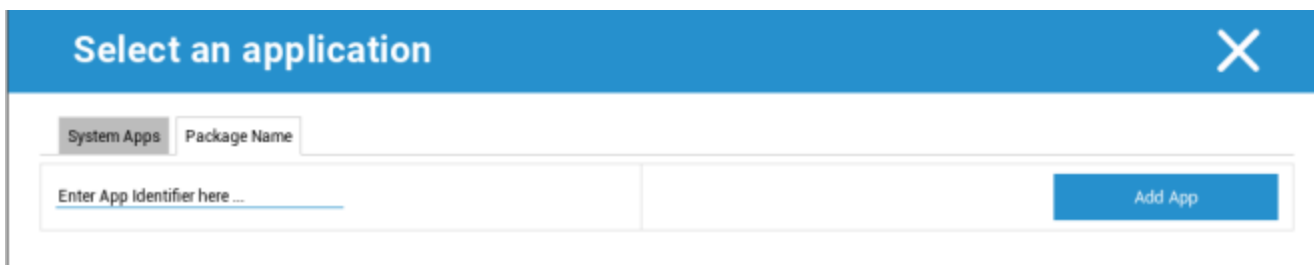 Select an application
System Apps Package Name
Enter App Identifier here ... Add App